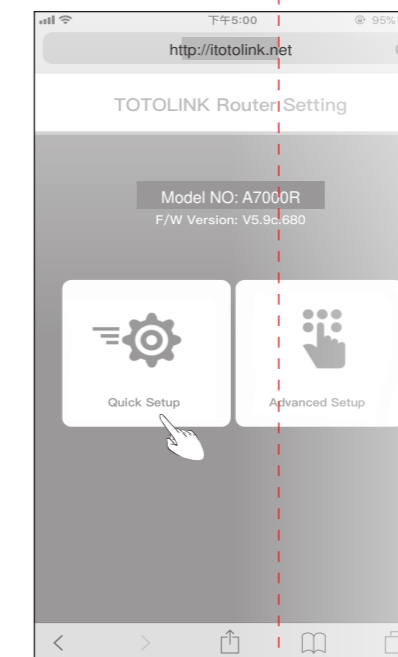 下午5:00 95%
http://itotolink.net
TOTOLINK Router Setting
Model NO: A7000R
F/W Version: V5.9c.680
Quick Setup
Advanced Setup